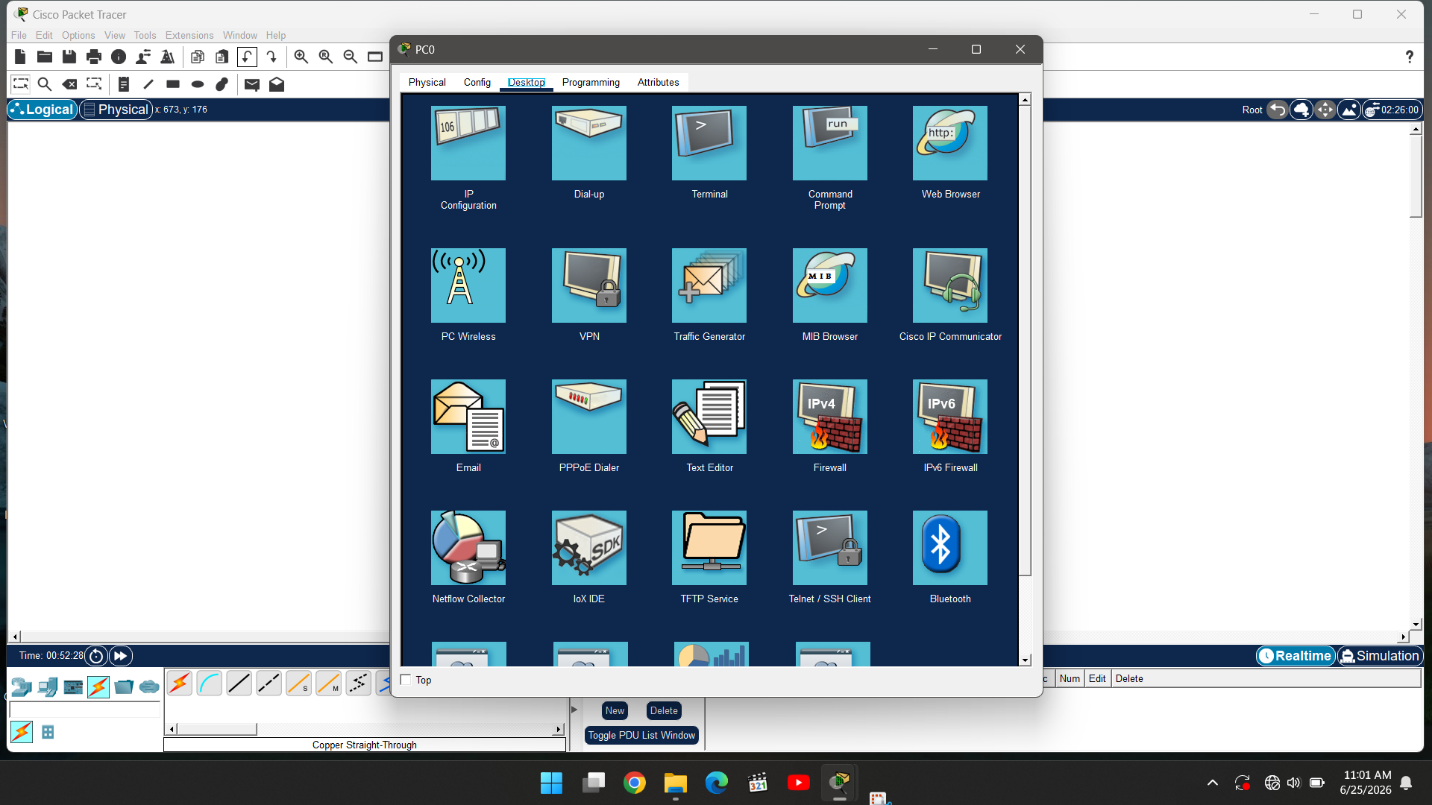 Cisco Packet Tracer
File Edit Options View Tools Extensions Window Help
?
Logical Physical x: 673, y: 176
Root 02:26:00
PC0
Physical Config Desktop Programming Attributes
106
IP
Configuration
Dial-up
>
Terminal
run
Command
Prompt
http:
Web Browser
PC Wireless
VPN
Traffic Generator
MIB
MIB Browser
Cisco IP Communicator
@
Email
PPPoE Dialer
Text Editor
IPv4
Firewall
IPv6
IPv6 Firewall
Netflow Collector
SDK
IoX IDE
TFTP Service
>
Telnet / SSH Client
Bluetooth
Top
Time: 00:52:28
Realtime Simulation
S
M
c Num Edit Delete
New Delete
Toggle PDU List Window
Copper Straight-Through
321
11:01 AM
6/25/2026